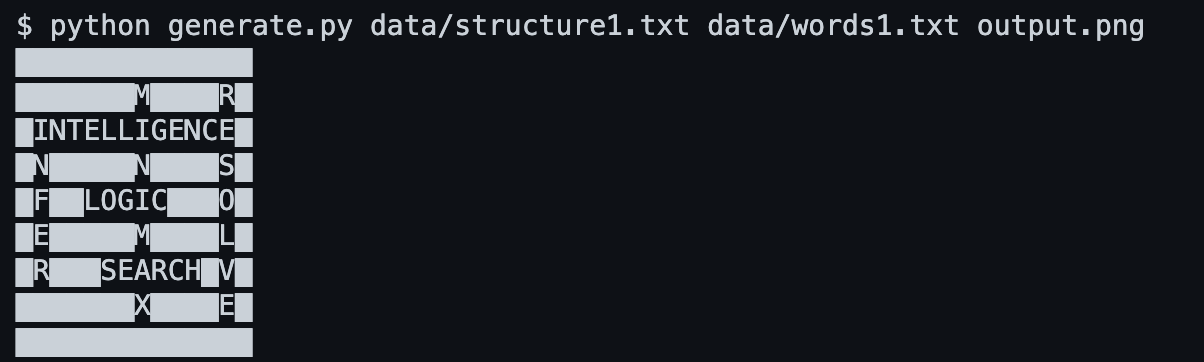 $ python generate.py data/structure1.txt data/words1.txt output.png
██████████████
███████M████R█
█INTELLIGENCE█
█N█████N████S█
█F██LOGIC███O█
█E█████M████L█
█R███SEARCH█V█
███████X████E█
██████████████